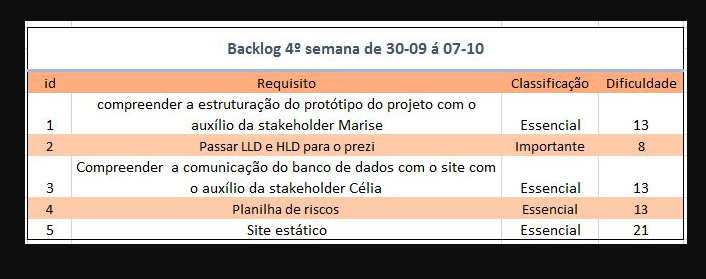 Backlog 4º semana de 30-09 á 07-10
id Requisito Classificação Dificuldade
compreender a estruturação do protótipo do projeto com o
1 auxílio da stakeholder Marise Essencial 13
2 Passar LLD e HLD para o prezi Importante 8
Compreender a comunicação do banco de dados com o site com
3 o auxílio da stakeholder Célia Essencial 13
4 Planilha de riscos Essencial 13
5 Site estático Essencial 21